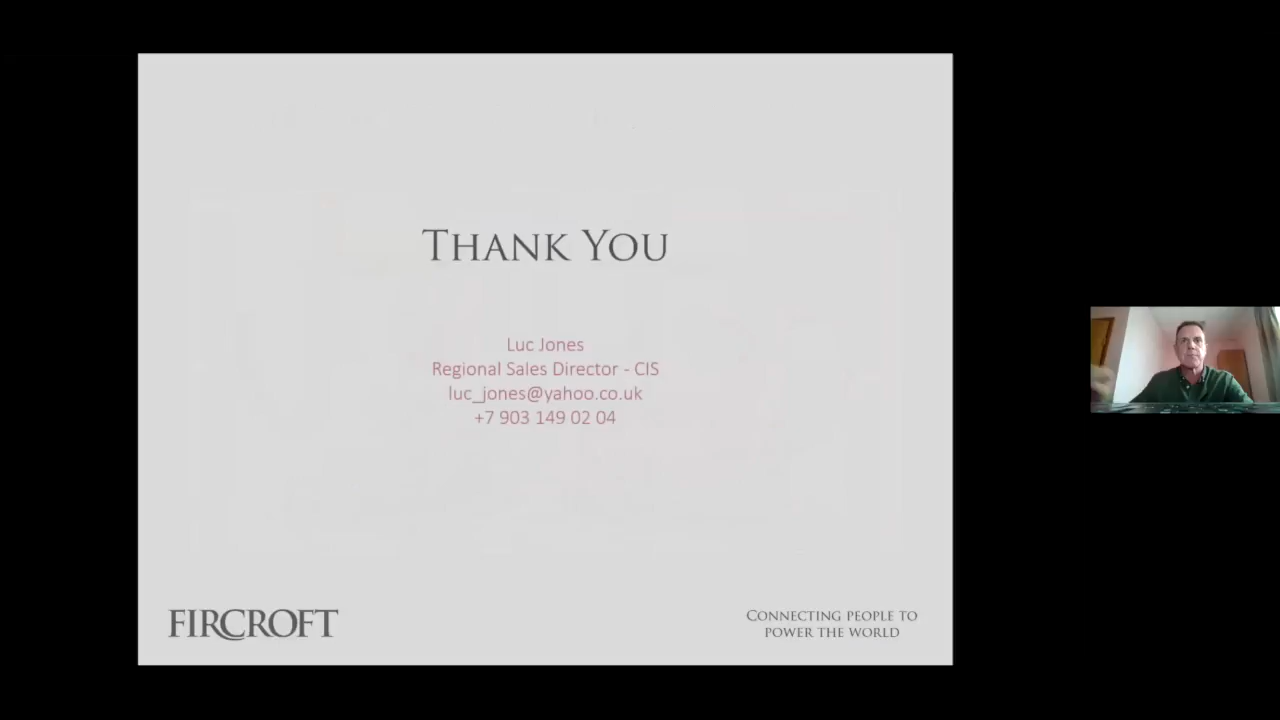 THANK YOU
Luc Jones
Regional Sales Director - CIS
luc_jones@yahoo.co.uk
+7 903 149 02 04
FIRCROFT
CONNECTING PEOPLE TO
POWER THE WORLD